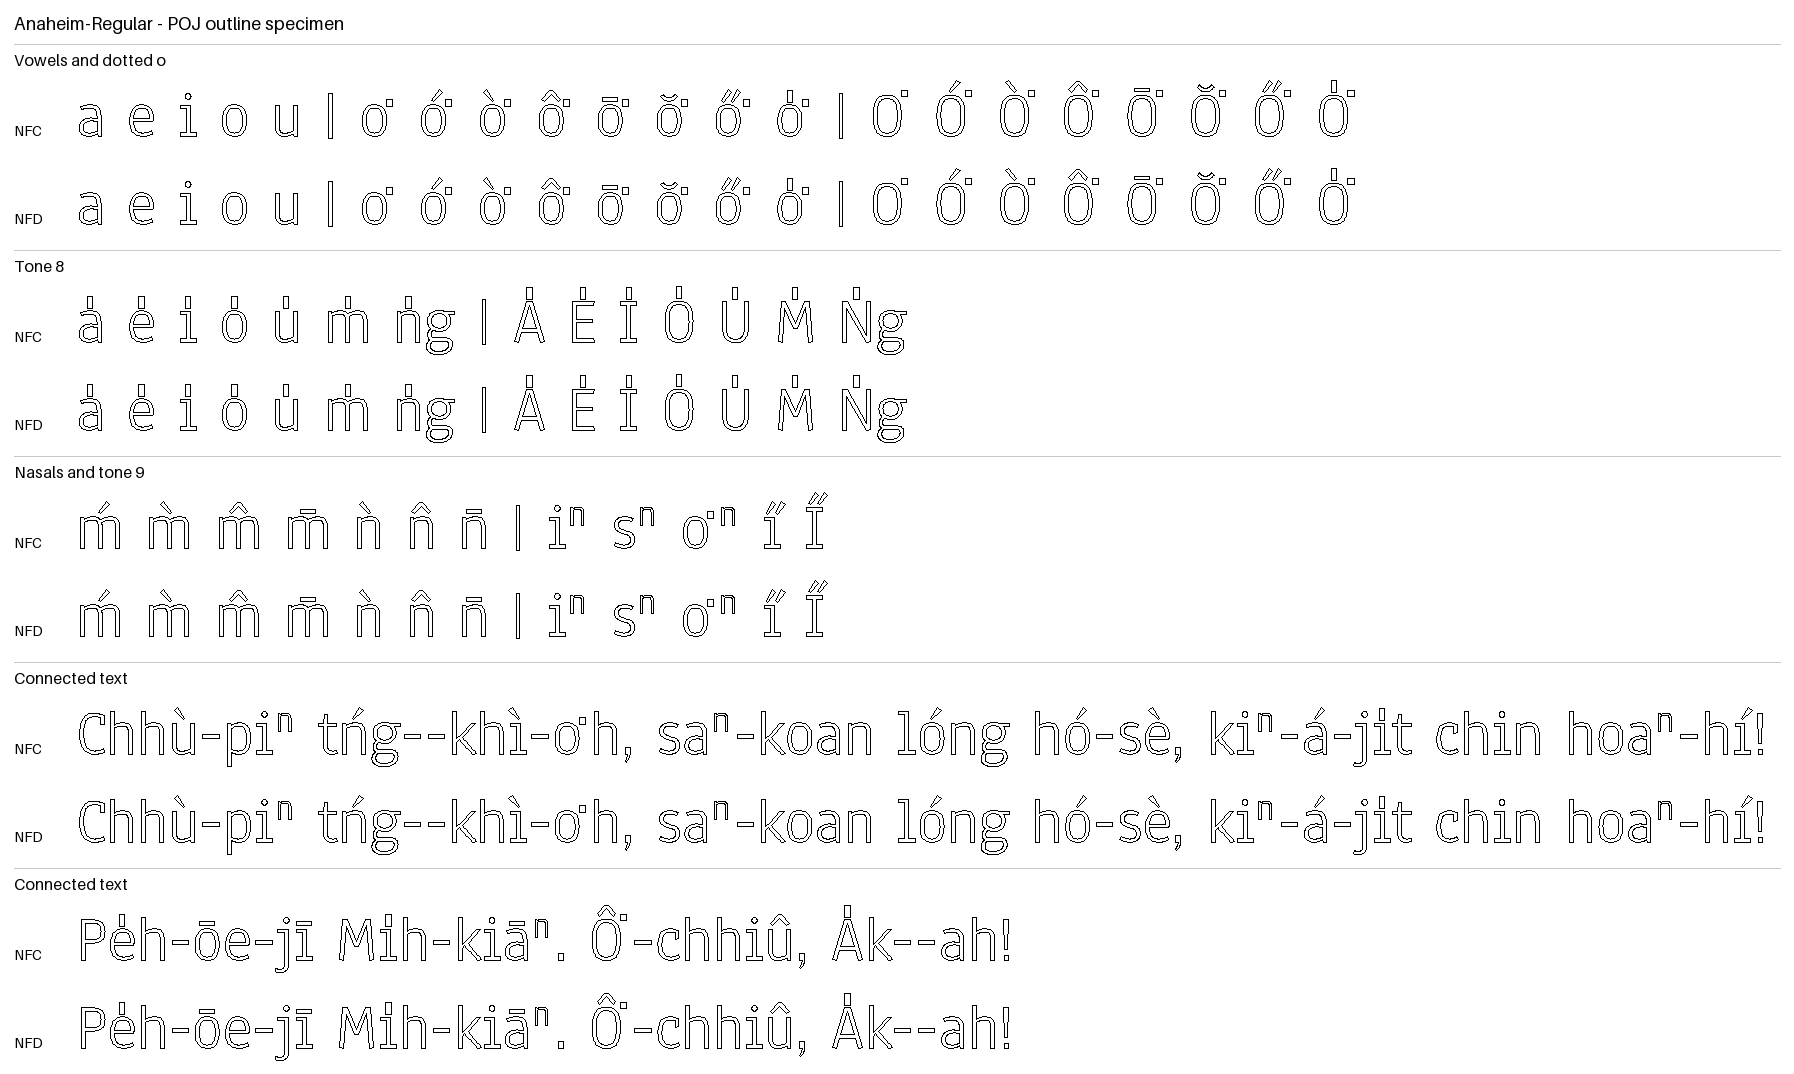 Anaheim-Regular - POJ outline specimen
Vowels and dotted o
NFC a e i o u | o͘ ó͘ ò͘ ô͘ ō͘ ŏ͘ ő͘ o̍͘ | O͘ Ó͘ Ò͘ Ô͘ Ō͘ Ŏ͘ Ő͘ O̍͘
NFD a e i o u | o͘ ó͘ ò͘ ô͘ ō͘ ŏ͘ ő͘ o̍͘ | O͘ Ó͘ Ò͘ Ô͘ Ō͘ Ŏ͘ Ő͘ O̍͘
Tone 8
NFC a̍ e̍ i̍ o̍ u̍ m̍ n̍g | A̍ E̍ I̍ O̍ U̍ M̍ N̍g
NFD a̍ e̍ i̍ o̍ u̍ m̍ n̍g | A̍ E̍ I̍ O̍ U̍ M̍ N̍g
Nasals and tone 9
NFC ḿ m̀ m̂ m̄ ǹ n̂ n̄ | iⁿ sⁿ o͘ⁿ i̋ I̋
NFD ḿ m̀ m̂ m̄ ǹ n̂ n̄ | iⁿ sⁿ o͘ⁿ i̋ I̋
Connected text
NFC Chhù-piⁿ tńg--khì-o͘h, saⁿ-koan lóng hó-sè, kiⁿ-á-ji̍t chin hoaⁿ-hí!
NFD Chhù-piⁿ tńg--khì-o͘h, saⁿ-koan lóng hó-sè, kiⁿ-á-ji̍t chin hoaⁿ-hí!
Connected text
NFC Pe̍h-ōe-jī Mi̍h-kiāⁿ. Ô͘-chhiû, A̍k--ah!
NFD Pe̍h-ōe-jī Mi̍h-kiāⁿ. Ô͘-chhiû, A̍k--ah!